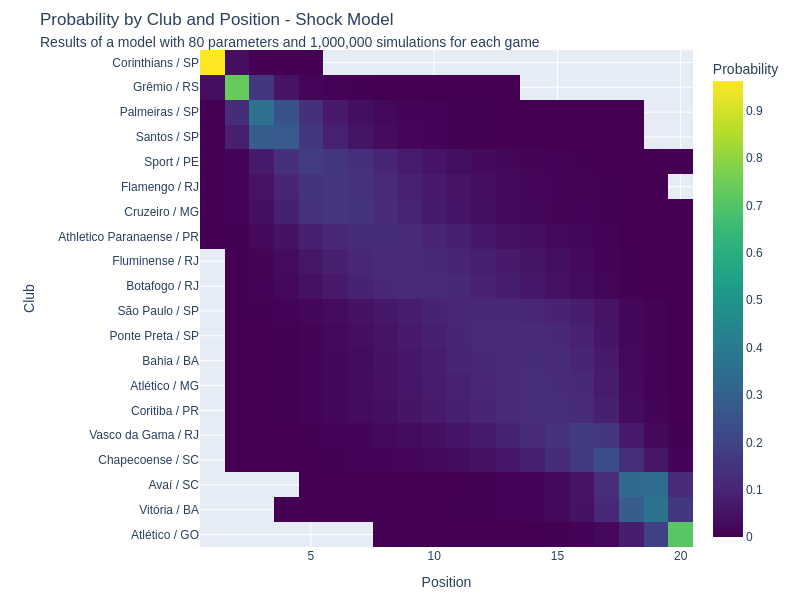 Probability by Club and Position - Shock Model
Results of a model with 80 parameters and 1,000,000 simulations for each game
Corinthians / SP
Grêmio / RS
Palmeiras / SP
Santos / SP
Sport / PE
Flamengo / RJ
Cruzeiro / MG
Athletico Paranaense / PR
Fluminense / RJ
Botafogo / RJ
São Paulo / SP
Ponte Preta / SP
Bahia / BA
Atlético / MG
Coritiba / PR
Vasco da Gama / RJ
Chapecoense / SC
Avaí / SC
Vitória / BA
Atlético / GO
Club
5
10
15
20
Position
Probability
0.9
0.8
0.7
0.6
0.5
0.4
0.3
0.2
0.1
0